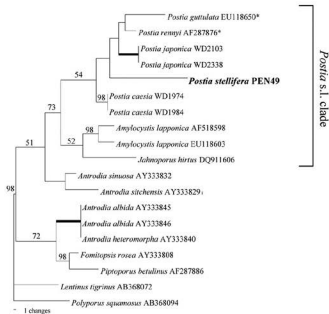 Postia guttulata EU118650*
Postia rennyi AF287876*
Postia japonica WD2103
Postia japonica WD2338
54
Postia stellifera PEN49
98
Postia caesia WD1974
Postia caesia WD1984
73
98
Amylocystis lapponica AF518598
52
Amylocystis lapponica EU118603
51
Jahnoporus hirtus DQ911606
Postia s.l. clade
Antrodia sinuosa AY333832
98
Antrodia sitchensis AY333829
Antrodia albida AY333845
Antrodia albida AY333846
72
Antrodia heteromorpha AY333840
98
Fomitopsis rosea AY333808
Piptoporus betulinus AF287886
Lentinus tigrinus AB368072
Polyporus squamosus AB368094
1 changes